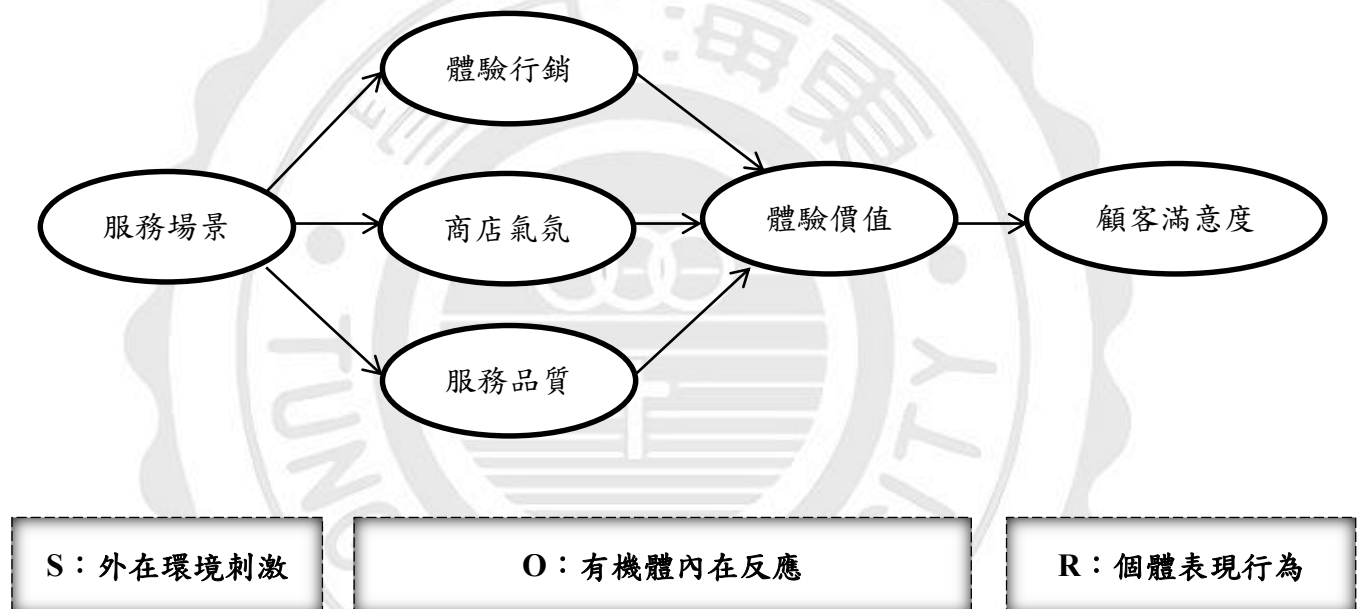 體驗行銷
服務場景
商店氣氛
體驗價值
顧客滿意度
服務品質
S：外在環境刺激
O：有機體內在反應
R：個體表現行為